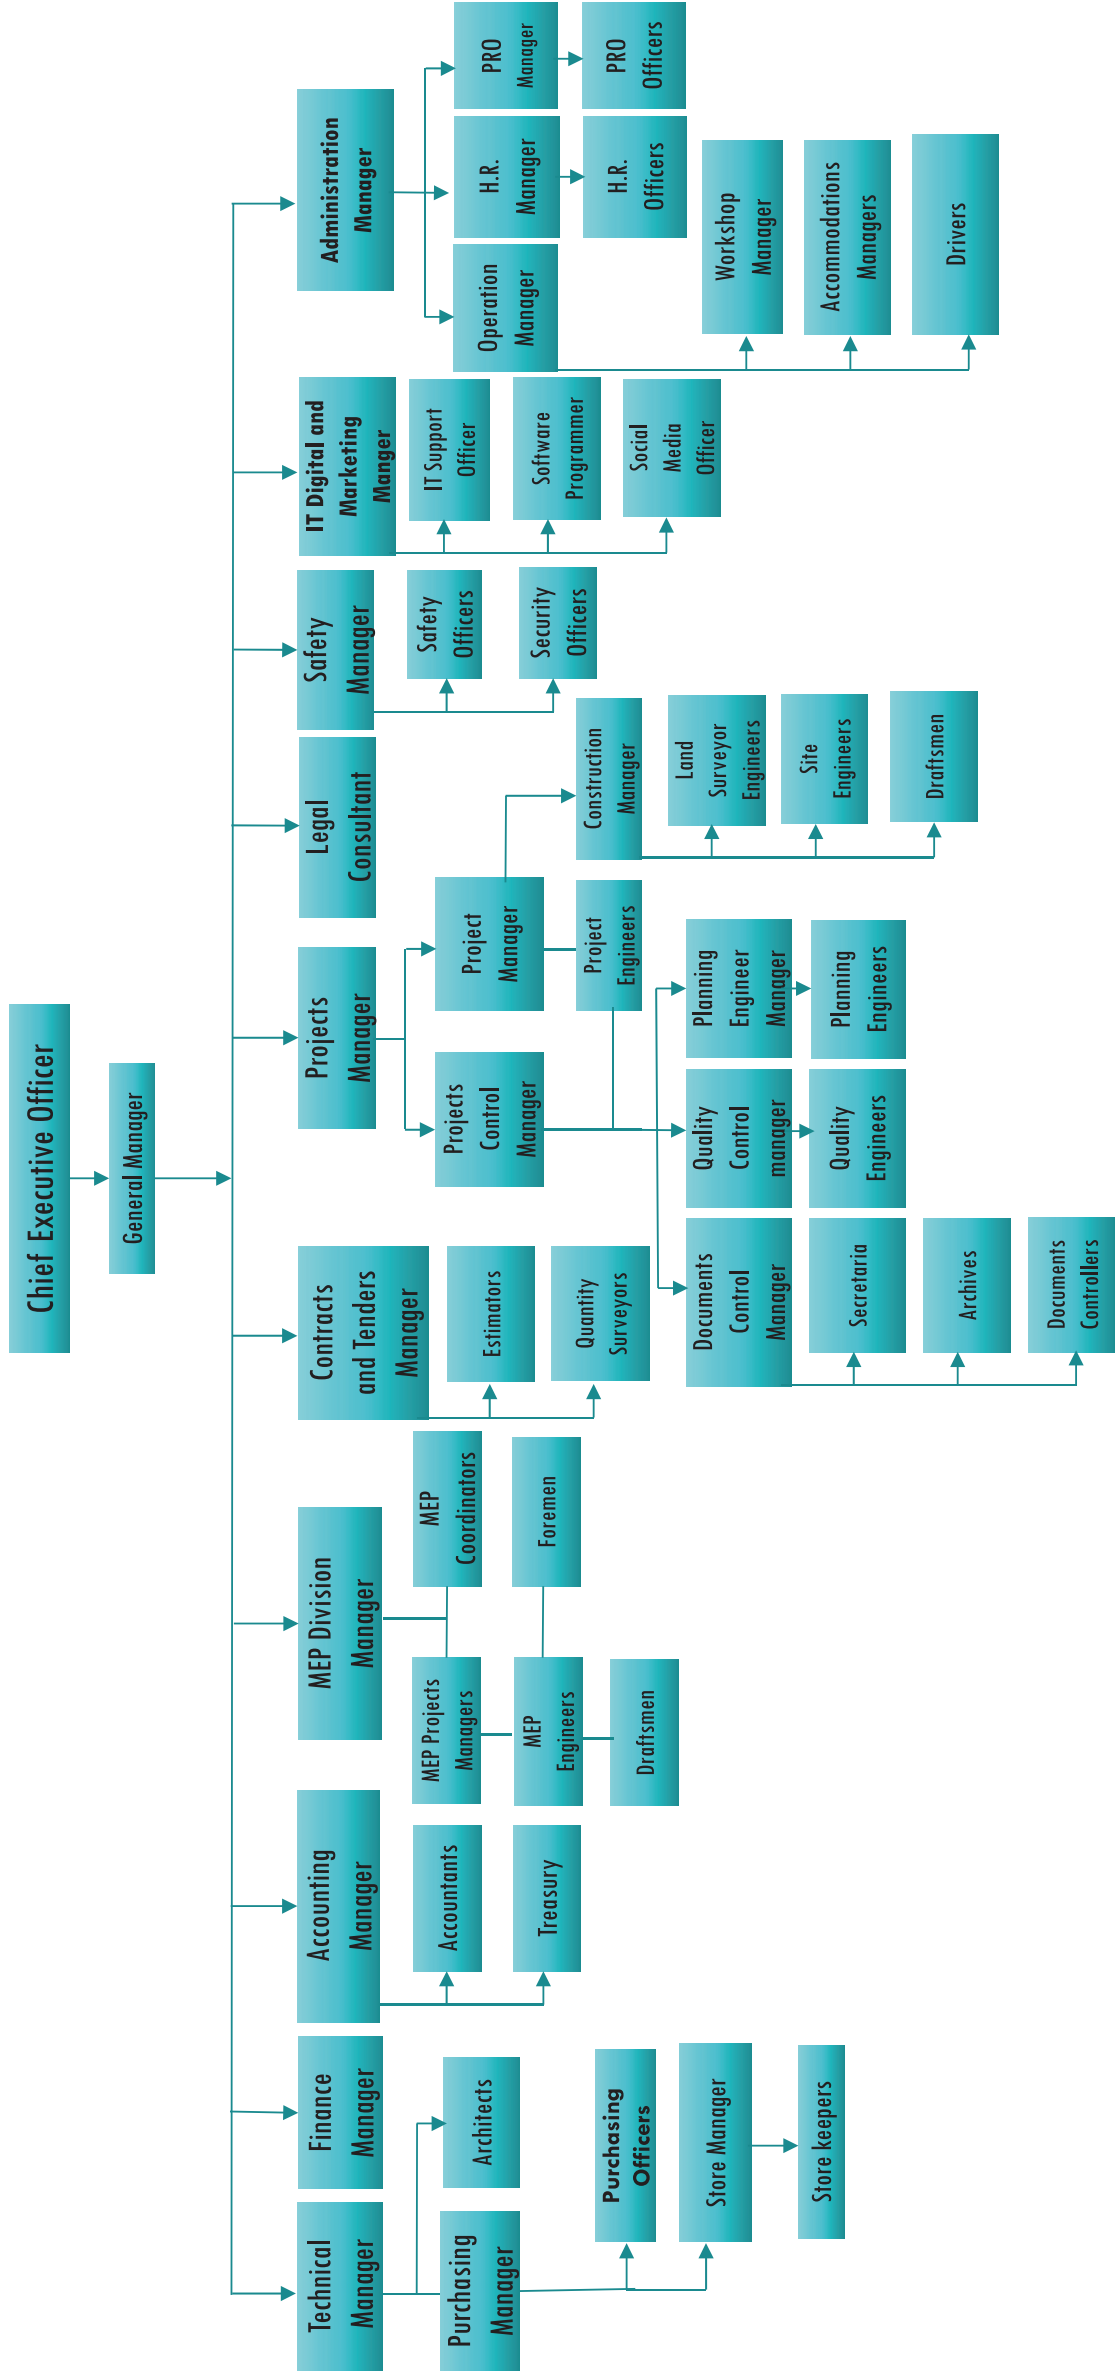 Chief Executive Officer
General Manager
Technical
Manager
Purchasing
Manager
Architects
Purchasing
Officers
Store Manager
Store keepers
Finance
Manager
Accounting
Manager
Accountants
Treasury
MEP Division
Manager
MEP Projects
Managers
MEP
Coordinators
MEP
Engineers
Foremen
Draftsmen
Contracts
and Tenders
Manager
Estimators
Quantity
Surveyors
Projects
Manager
Projects
Control
Manager
Project
Manager
Project
Engineers
Documents
Control
Manager
Secretaria
Archives
Documents
Controllers
Quality
Control
manager
Quality
Engineers
Planning
Engineer
Manager
Planning
Engineers
Construction
Manager
Land
Surveyor
Engineers
Site
Engineers
Draftsmen
Legal
Consultant
Safety
Manager
Safety
Officers
Security
Officers
IT Digital and
Marketing
Manger
IT Support
Officer
Software
Programmer
Social
Media
Officer
Administration
Manager
Operation
Manager
Workshop
Manager
Accommodations
Managers
Drivers
H.R.
Manager
H.R.
Officers
PRO
Manager
PRO
Officers